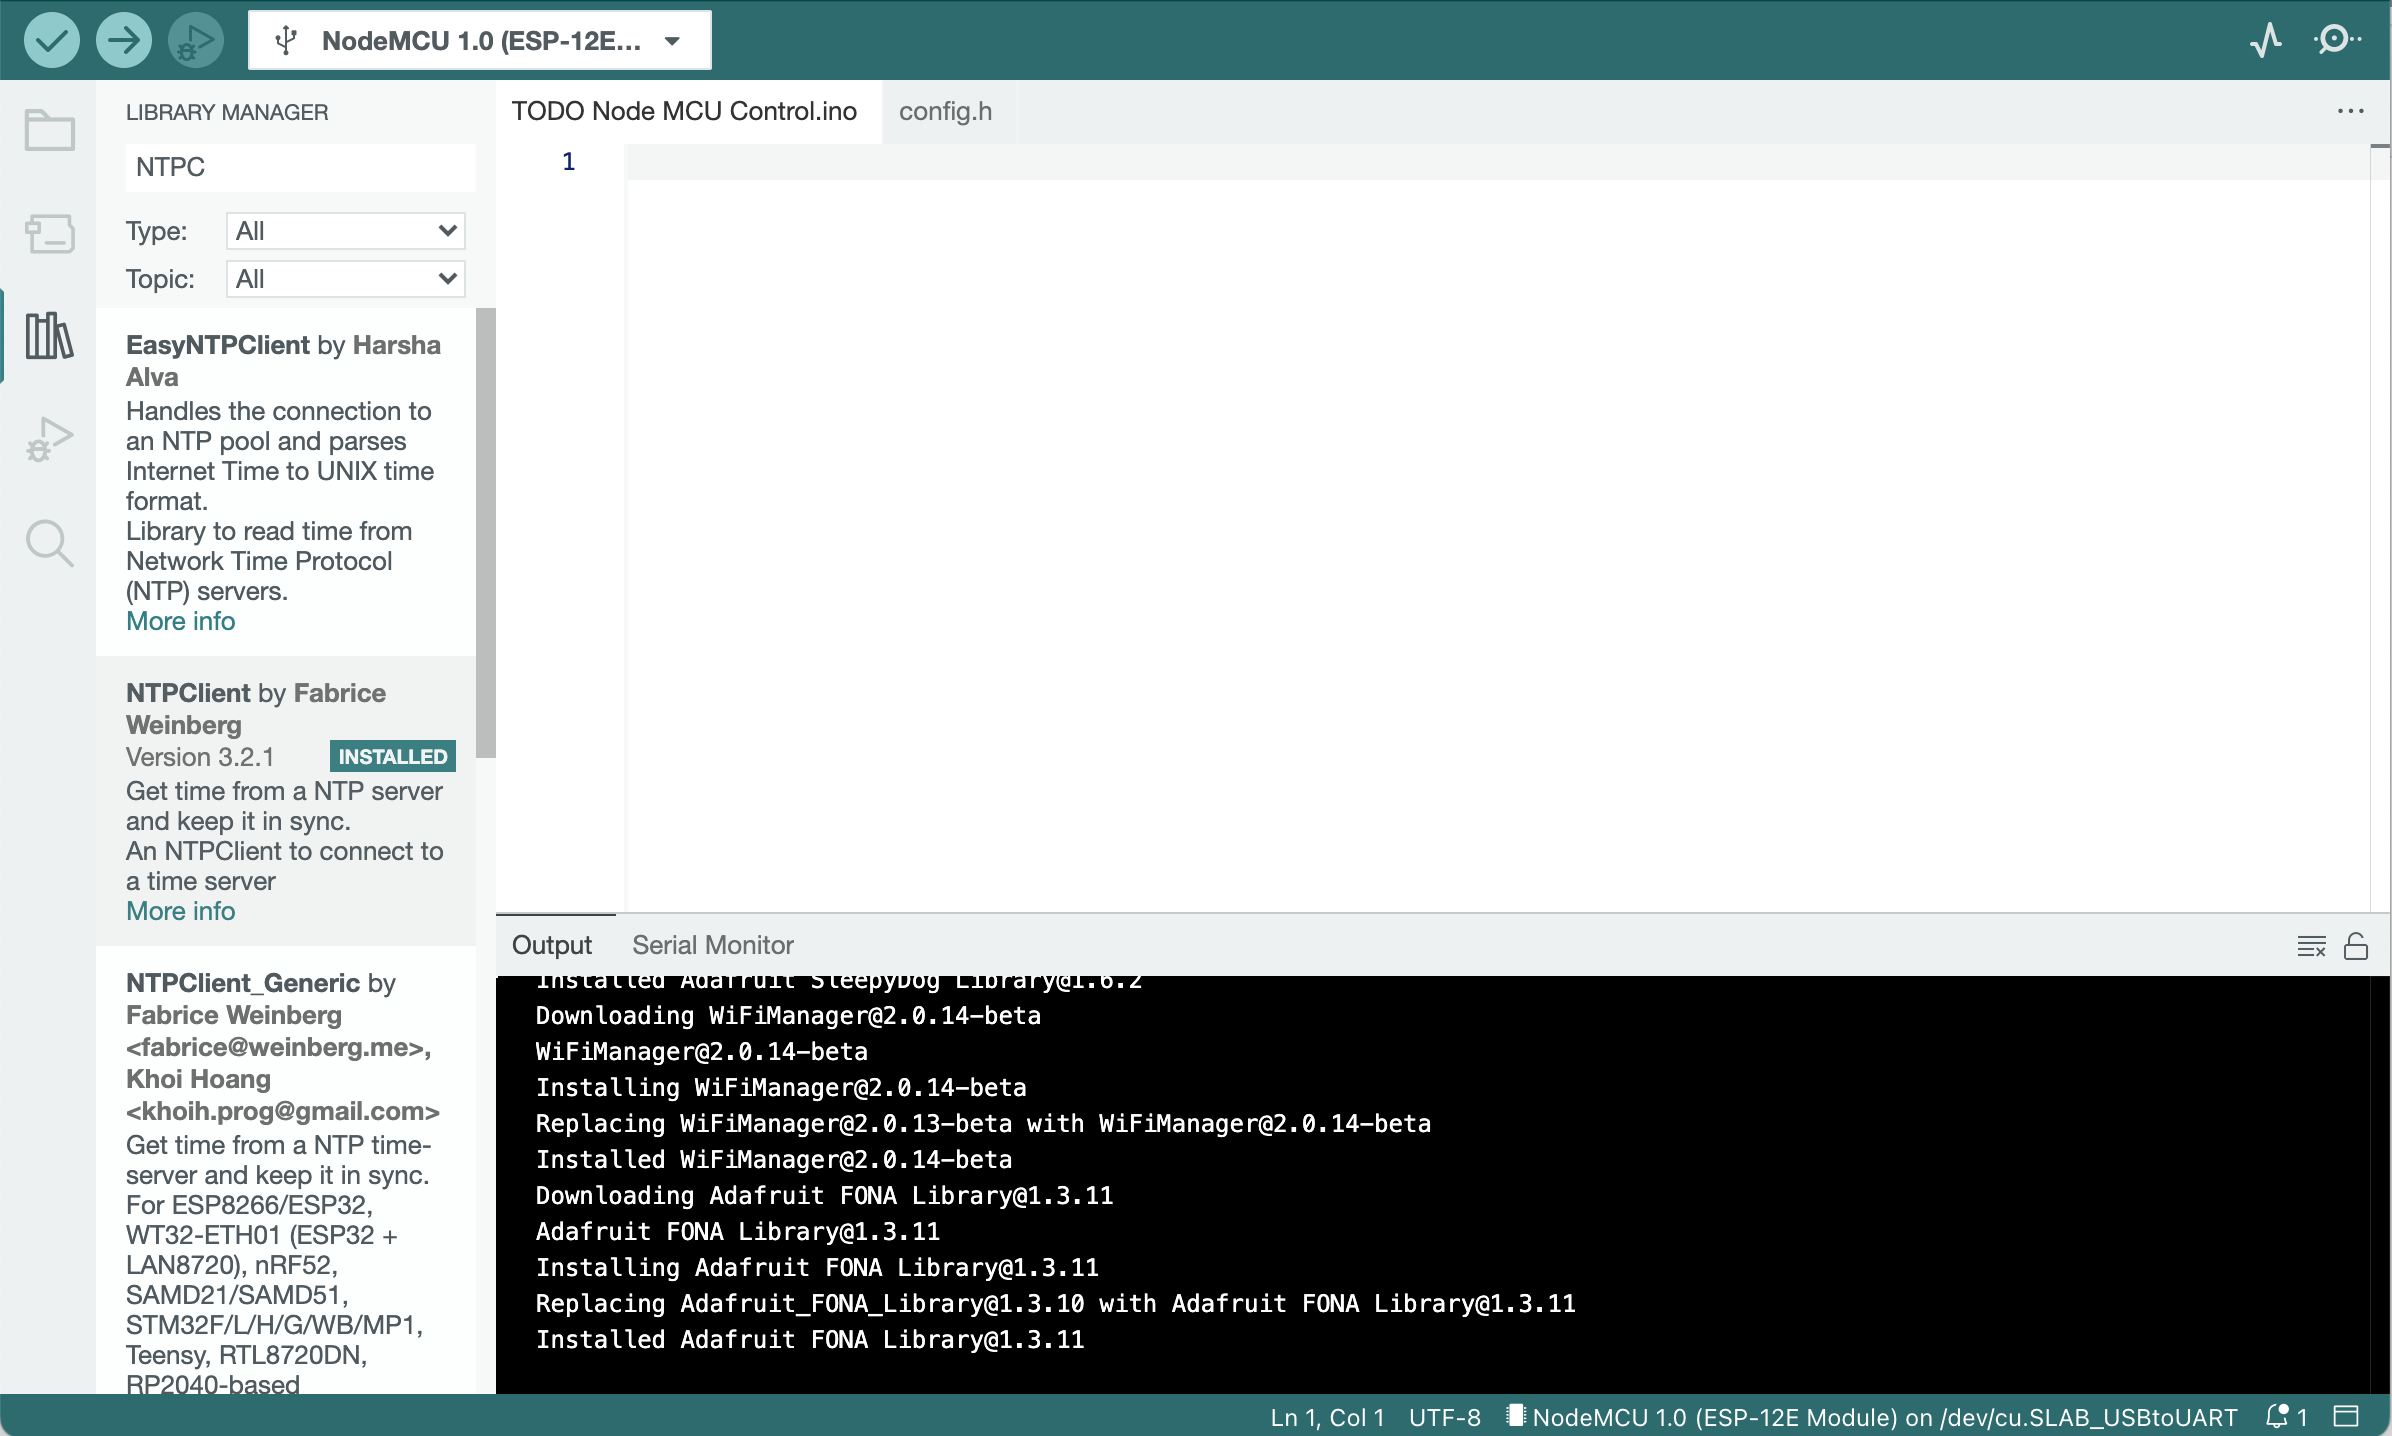 NodeMCU 1.0 (ESP-12E...
LIBRARY MANAGER
NTPC
Type: All
Topic: All
EasyNTPClient by Harsha
Alva
Handles the connection to
an NTP pool and parses
Internet Time to UNIX time
format.
Library to read time from
Network Time Protocol
(NTP) servers.
More info
NTPClient by Fabrice
Weinberg
Version 3.2.1 INSTALLED
Get time from a NTP server
and keep it in sync.
An NTPClient to connect to
a time server
More info
NTPClient_Generic by
Fabrice Weinberg
<fabrice@weinberg.me>,
Khoi Hoang
<khoih.prog@gmail.com>
Get time from a NTP time-
server and keep it in sync.
For ESP8266/ESP32,
WT32-ETH01 (ESP32 +
LAN8720), nRF52,
SAMD21/SAMD51,
STM32F/L/H/G/WB/MP1,
Teensy, RTL8720DN,
RP2040-based
TODO Node MCU Control.ino config.h
1
Output Serial Monitor
Installed Adafruit SleepyDog Library@1.6.2
Downloading WiFiManager@2.0.14-beta
WiFiManager@2.0.14-beta
Installing WiFiManager@2.0.14-beta
Replacing WiFiManager@2.0.13-beta with WiFiManager@2.0.14-beta
Installed WiFiManager@2.0.14-beta
Downloading Adafruit FONA Library@1.3.11
Adafruit FONA Library@1.3.11
Installing Adafruit FONA Library@1.3.11
Replacing Adafruit_FONA_Library@1.3.10 with Adafruit FONA Library@1.3.11
Installed Adafruit FONA Library@1.3.11
Ln 1, Col 1 UTF-8 NodeMCU 1.0 (ESP-12E Module) on /dev/cu.SLAB_USBtoUART 1